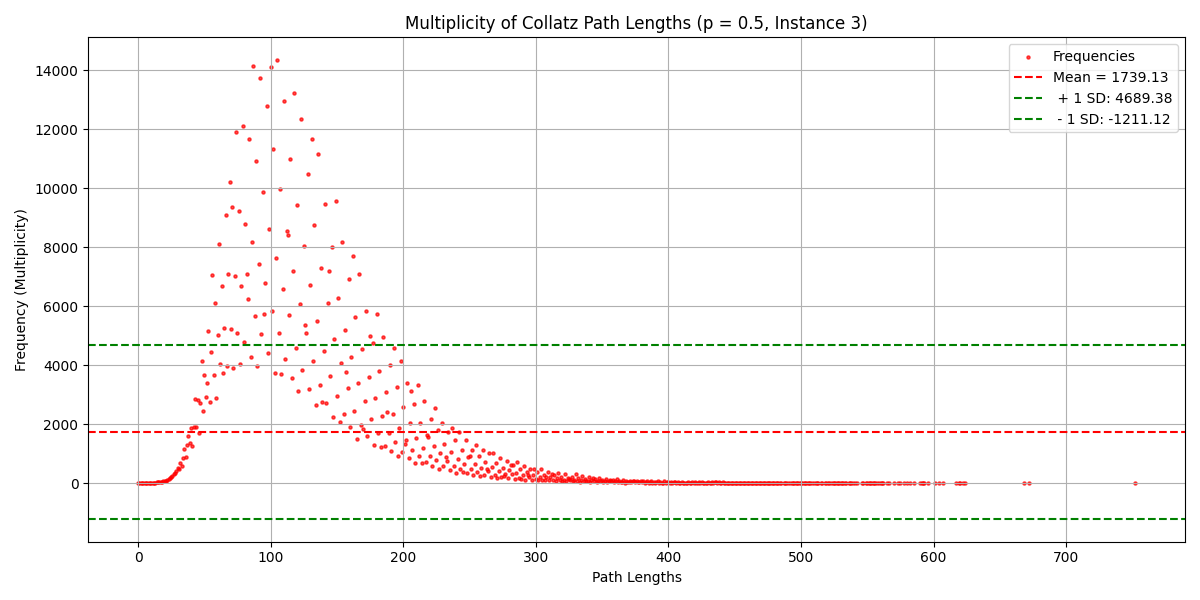 Multiplicity of Collatz Path Lengths (p = 0.5, Instance 3)
Frequencies
Mean = 1739.13
+ 1 SD: 4689.38
- 1 SD: -1211.12
Frequency (Multiplicity)
14000
12000
10000
8000
6000
4000
2000
0
0 100 200 300 400 500 600 700
Path Lengths